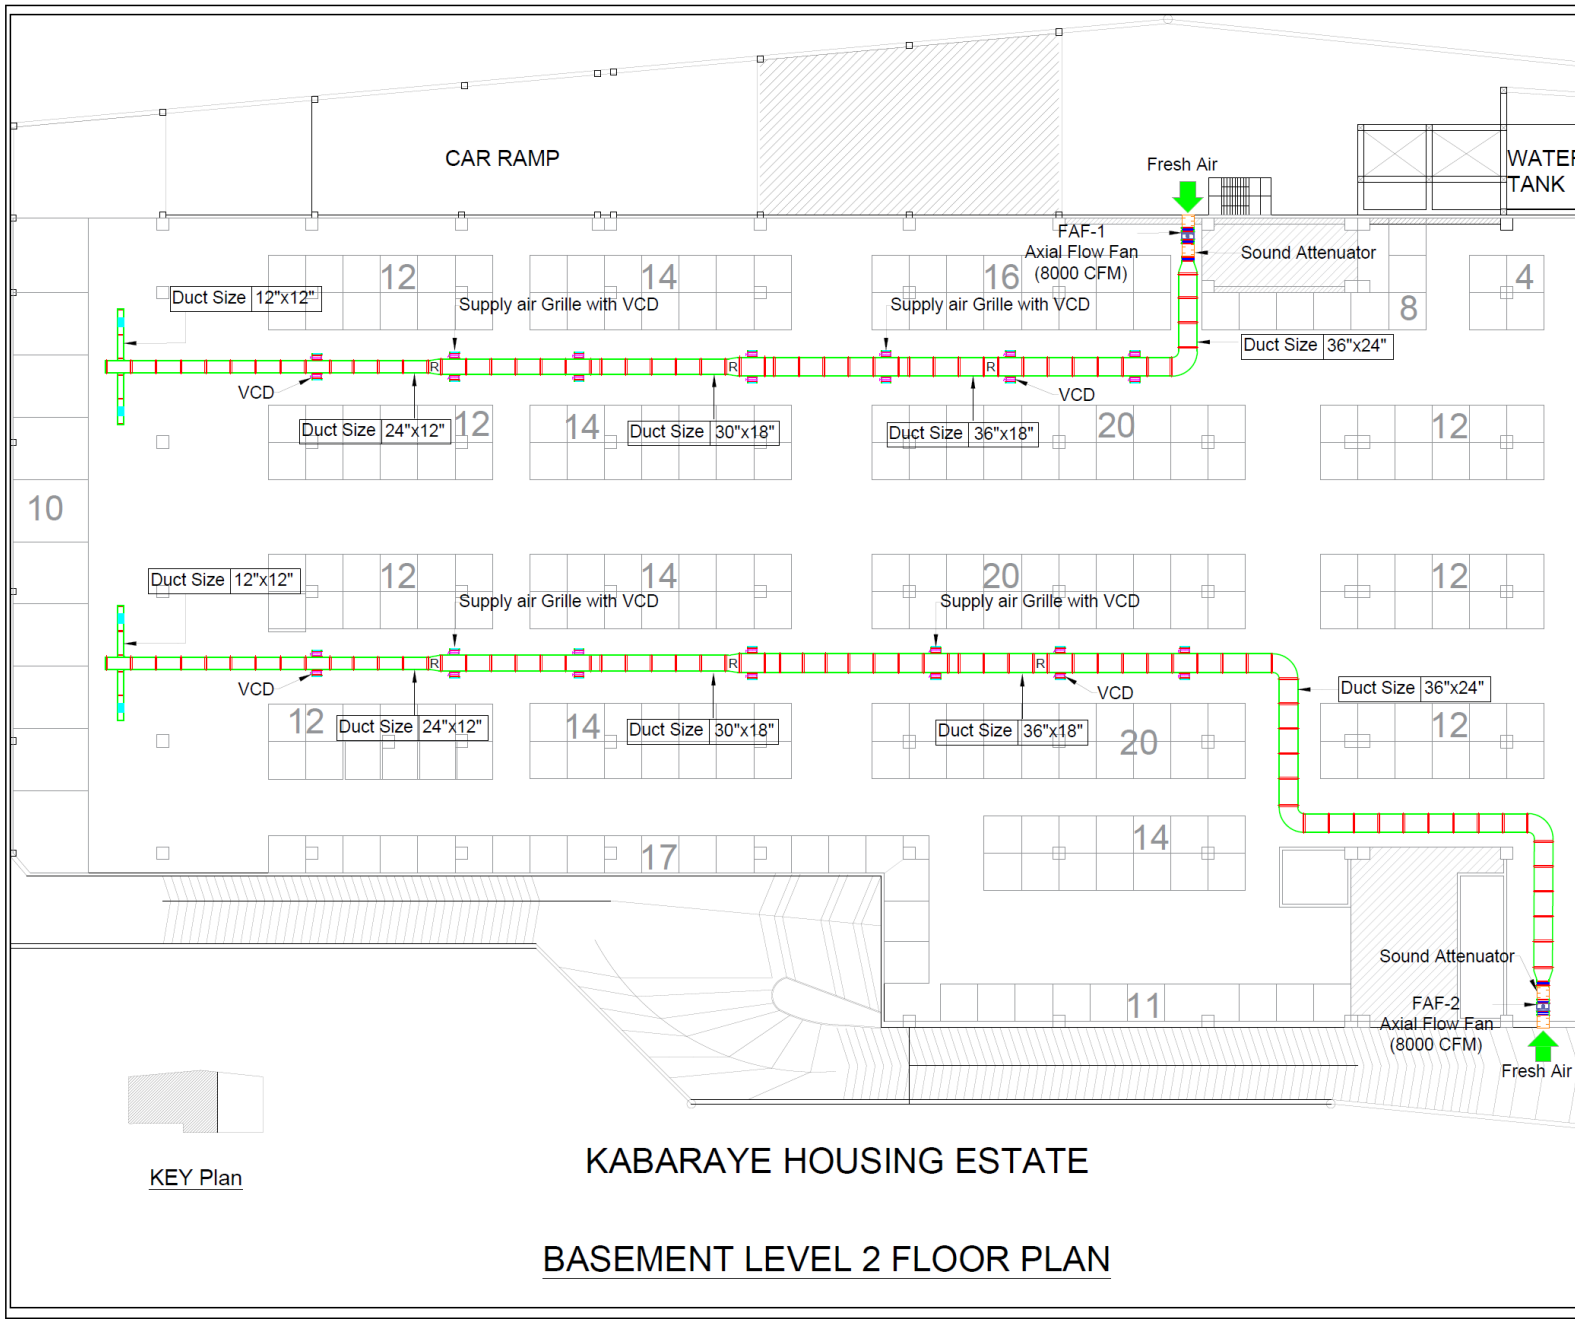 CAR RAMP
Fresh Air
WATER
TANK
FAF-1
Axial Flow Fan
(8000 CFM)
Sound Attenuator
12
14
16
8
4
Duct Size 12"x12"
Supply air Grille with VCD
Supply air Grille with VCD
Duct Size 36"x24"
R
R
R
VCD
VCD
Duct Size 24"x12"
12
14
Duct Size 30"x18"
Duct Size 36"x18"
20
12
10
12
14
20
12
Duct Size 12"x12"
Supply air Grille with VCD
Supply air Grille with VCD
R
R
R
VCD
VCD
Duct Size 36"x24"
12
Duct Size 24"x12"
14
Duct Size 30"x18"
Duct Size 36"x18"
20
12
17
14
Sound Attenuator
11
FAF-2
Axial Flow Fan
(8000 CFM)
Fresh Air
KEY Plan
KABARAYE HOUSING ESTATE
BASEMENT LEVEL 2 FLOOR PLAN